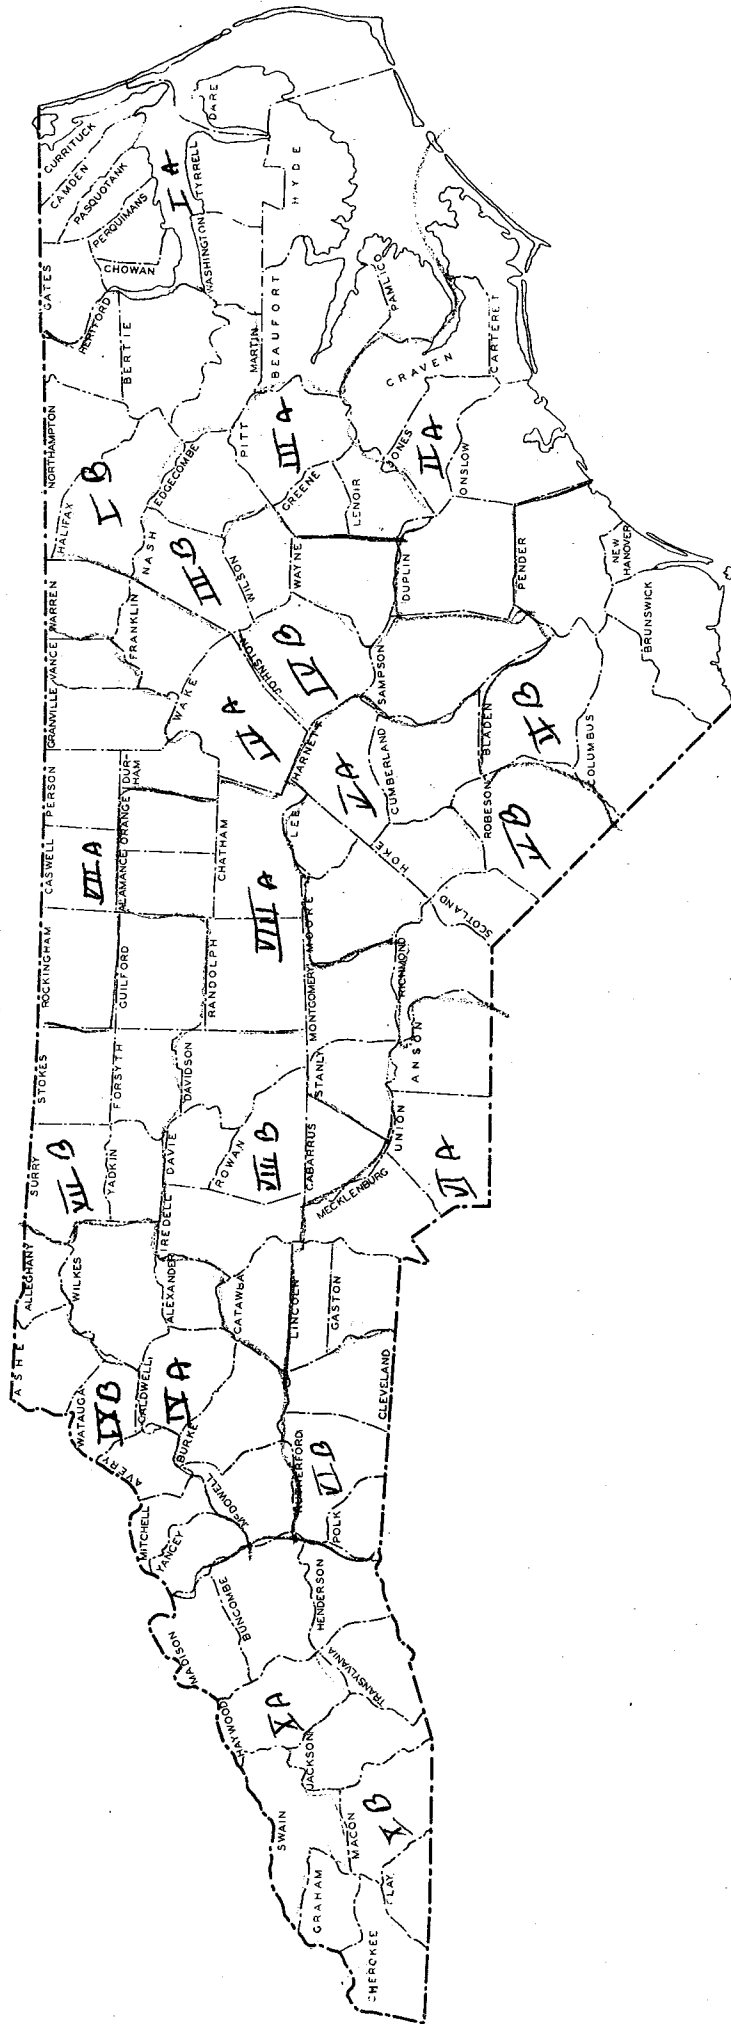 CURRITUCK
CAMDEN
PASQUOTANK
PERQUIMANS
GATES
CHOWAN
HERTFORD
BERTIE
I A
DARE
TYRRELL
WASHINGTON
HYDE
MARTIN
BEAUFORT
NORTHAMPTON
HALIFAX
I B
EDGECOMBE
PITT
III A
GREENE
LENOIR
PAMLICO
CRAVEN
CARTERET
JONES
II A
ONSLOW
WARREN
VANCE
GRANVILLE
FRANKLIN
NASH
III B
WILSON
WAYNE
DUPLIN
PENDER
NEW
HANOVER
BRUNSWICK
WAKE
JOHNSTON
IV B
SAMPSON
IV A
HARNETT
V A
CUMBERLAND
BLADEN
II B
COLUMBUS
PERSON
DUR-
HAM
ORANGE
CASWELL
VII A
ALAMANCE
CHATHAM
LEE
HOKE
ROBESON
V B
SCOTLAND
ROCKINGHAM
GUILFORD
RANDOLPH
VIII A
MOORE
MONTGOMERY
RICHMOND
STOKES
FORSYTH
DAVIDSON
STANLY
ANSON
SURRY
VII B
YADKIN
DAVIE
ROWAN
VIII B
CABARRUS
UNION
VI A
MECKLENBURG
IREDELL
ALLEGHANY
WILKES
ALEXANDER
CATAWBA
LINCOLN
GASTON
CLEVELAND
ASHE
WATAUGA
IX B
CALDWELL
IV A
BURKE
AVERY
MITCHELL
YANCEY
McDOWELL
RUTHERFORD
VI B
POLK
MADISON
BUNCOMBE
HENDERSON
TRANSYLVANIA
HAYWOOD
X A
JACKSON
SWAIN
MACON
X B
GRAHAM
CLAY
CHEROKEE